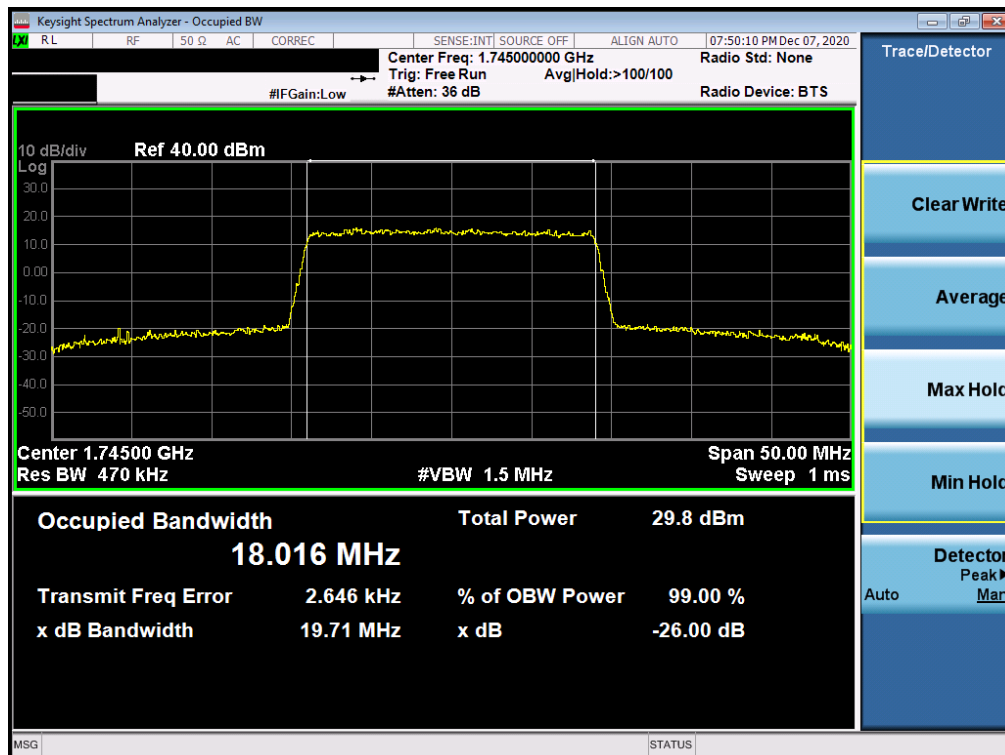 Keysight Spectrum Analyzer - Occupied BW
LXI RL RF 50 Ω AC CORREC SENSE:INT SOURCE OFF ALIGN AUTO 07:50:10 PM Dec 07, 2020
Center Freq: 1.745000000 GHz Radio Std: None
Trig: Free Run Avg|Hold:>100/100
#IFGain:Low #Atten: 36 dB Radio Device: BTS
10 dB/div Ref 40.00 dBm
Log
30.0
20.0
10.0
0.00
-10.0
-20.0
-30.0
-40.0
-50.0
Center 1.74500 GHz Span 50.00 MHz
Res BW 470 kHz #VBW 1.5 MHz Sweep 1 ms
Occupied Bandwidth Total Power 29.8 dBm
18.016 MHz
Transmit Freq Error 2.646 kHz % of OBW Power 99.00 %
x dB Bandwidth 19.71 MHz x dB -26.00 dB
MSG STATUS
Trace/Detector
Clear Write
Average
Max Hold
Min Hold
Detector
Peak▶
Auto Man